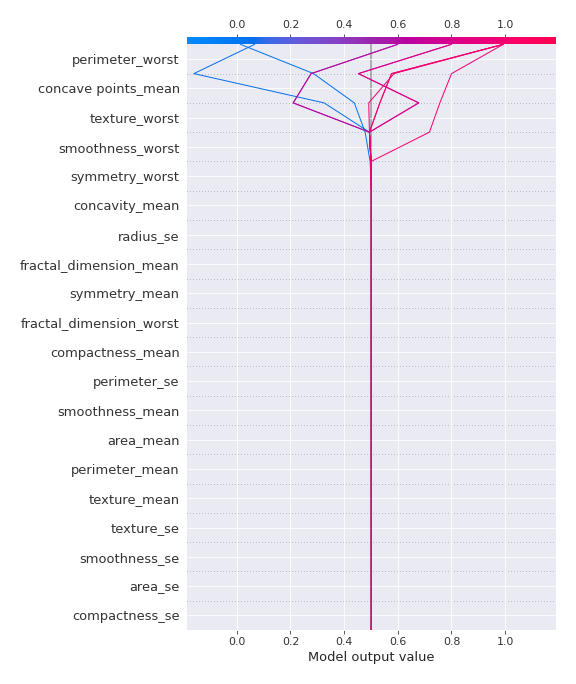 0.0 0.2 0.4 0.6 0.8 1.0
perimeter_worst
concave points_mean
texture_worst
smoothness_worst
symmetry_worst
concavity_mean
radius_se
fractal_dimension_mean
symmetry_mean
fractal_dimension_worst
compactness_mean
perimeter_se
smoothness_mean
area_mean
perimeter_mean
texture_mean
texture_se
smoothness_se
area_se
compactness_se
0.0 0.2 0.4 0.6 0.8 1.0
Model output value